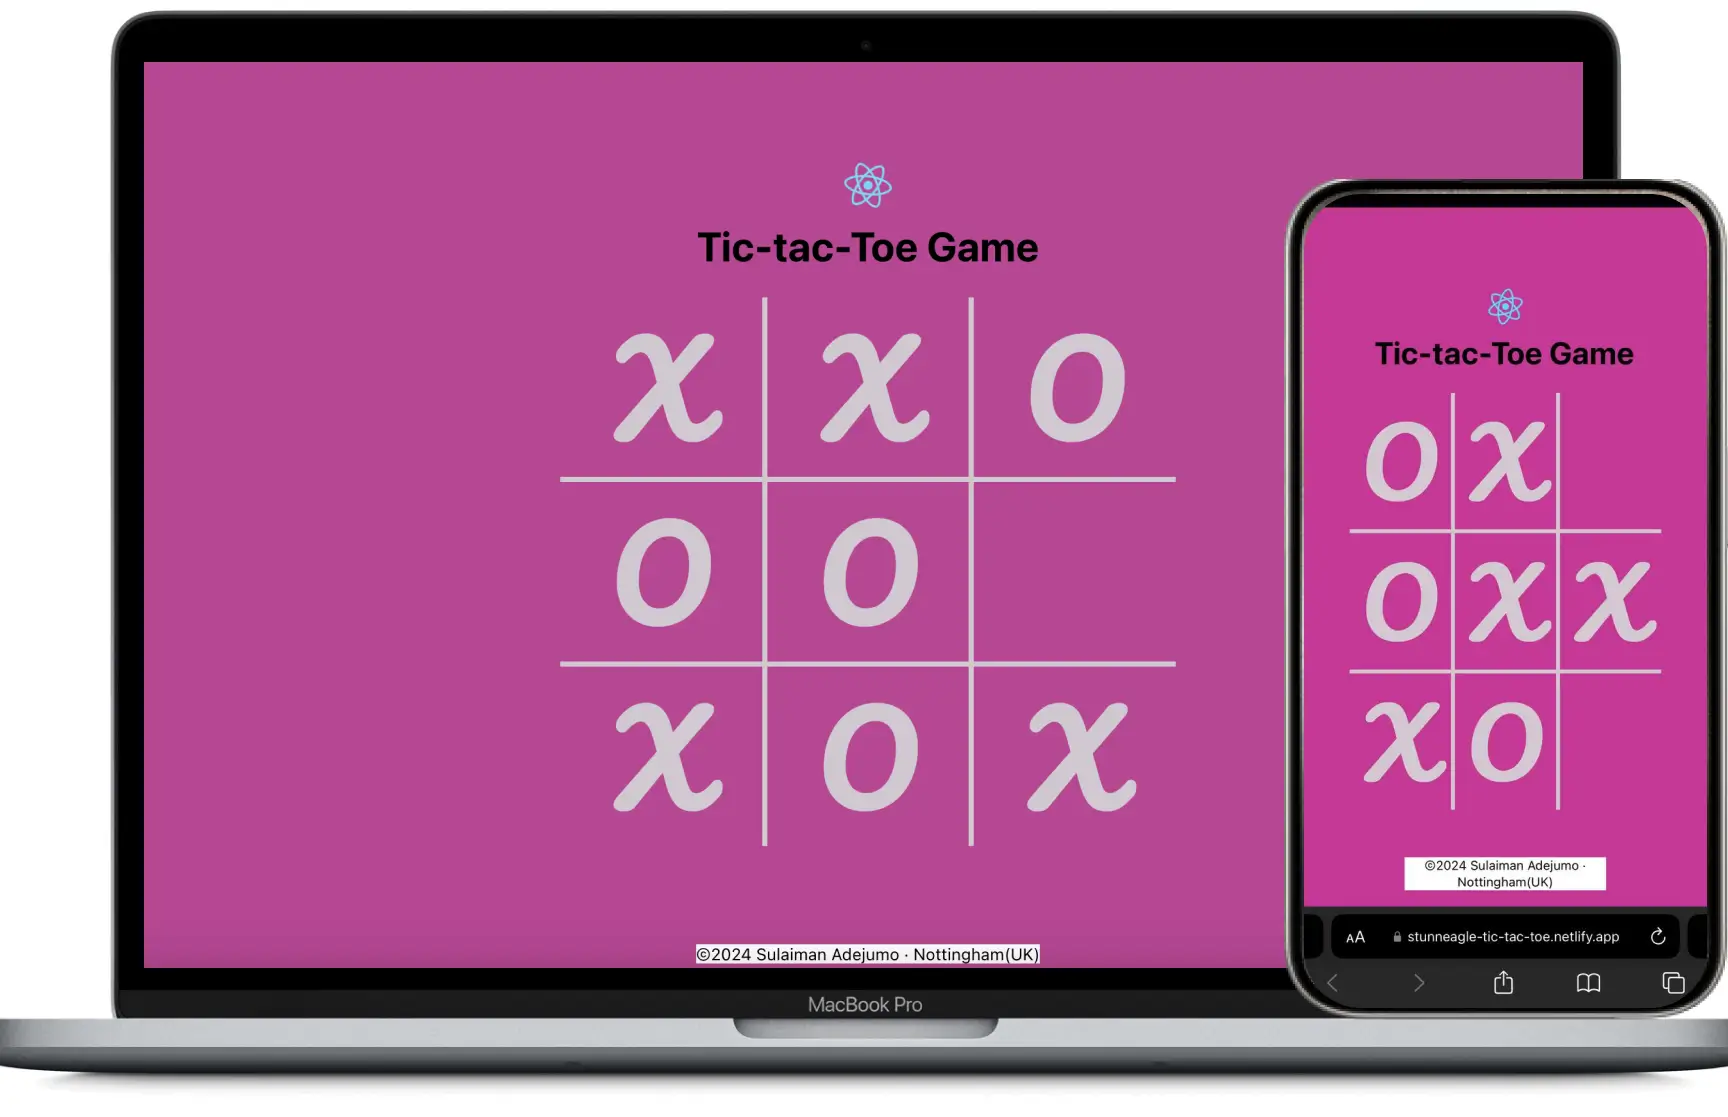 Tic-tac-Toe Game
X X O
O O
X O X
©2024 Sulaiman Adejumo · Nottingham(UK)
MacBook Pro
Tic-tac-Toe Game
O X
O X X
X O
©2024 Sulaiman Adejumo ·
Nottingham(UK)
AA stunneagle-tic-tac-toe.netlify.app